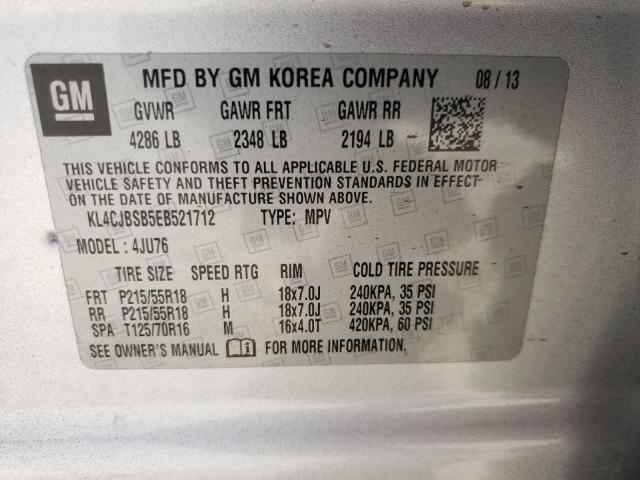 GM MFD BY GM KOREA COMPANY 08 / 13
GVWR GAWR FRT GAWR RR
4286 LB 2348 LB 2194 LB
THIS VEHICLE CONFORMS TO ALL APPLICABLE U.S. FEDERAL MOTOR
VEHICLE SAFETY AND THEFT PREVENTION STANDARDS IN EFFECT
ON THE DATE OF MANUFACTURE SHOWN ABOVE.
KL4CJBSB5EB521712 TYPE: MPV
MODEL : 4JU76
TIRE SIZE SPEED RTG RIM COLD TIRE PRESSURE
FRT P215/55R18 H 18x7.0J 240KPA, 35 PSI
RR P215/55R18 H 18x7.0J 240KPA, 35 PSI
SPA T125/70R16 M 16x4.0T 420KPA, 60 PSI
SEE OWNER'S MANUAL FOR MORE INFORMATION.